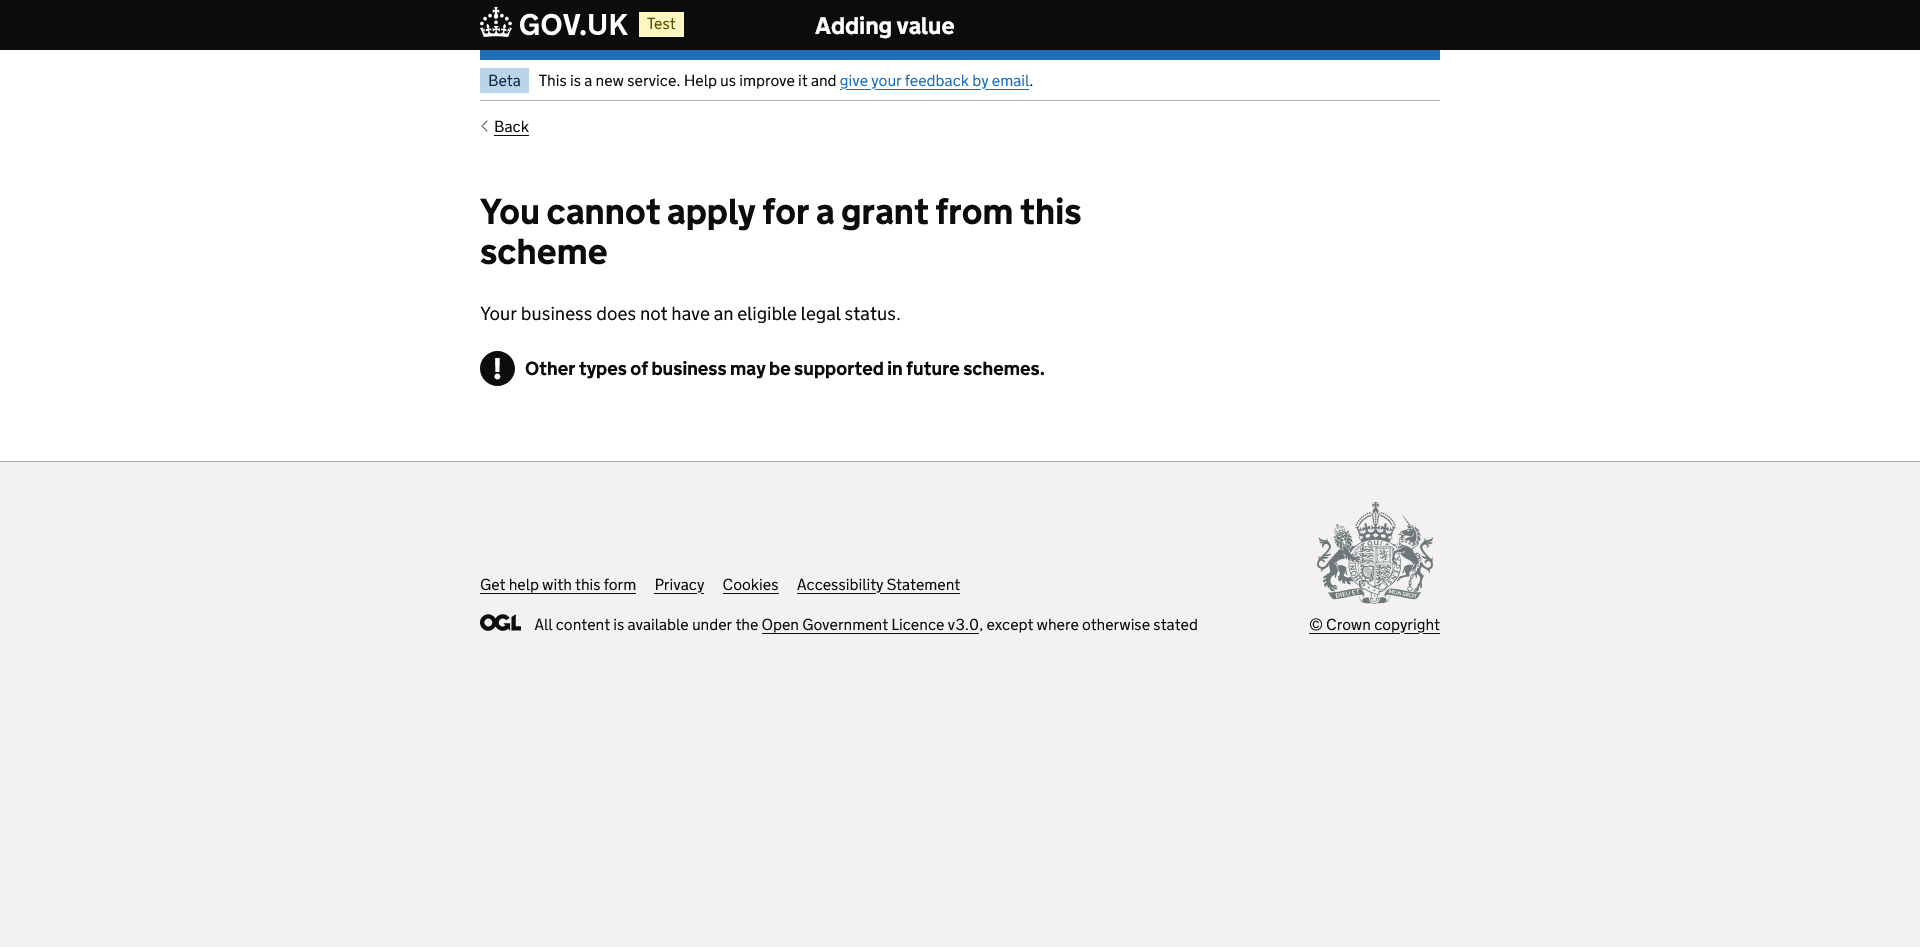 GOV.UK Test Adding value
Beta This is a new service. Help us improve it and give your feedback by email.
Back
You cannot apply for a grant from this
scheme
Your business does not have an eligible legal status.
! Other types of business may be supported in future schemes.
Get help with this form Privacy Cookies Accessibility Statement
OGL All content is available under the Open Government Licence v3.0, except where otherwise stated
© Crown copyright